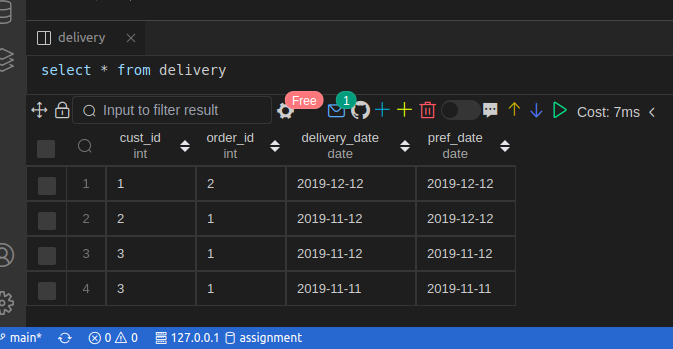 delivery
select * from delivery
Input to filter result Free 1 Cost: 7ms
cust_id order_id delivery_date pref_date
int int date date
1 1 2 2019-12-12 2019-12-12
2 2 1 2019-11-12 2019-12-12
3 3 1 2019-11-12 2019-11-12
4 3 1 2019-11-11 2019-11-11
main* 0 0 127.0.0.1 assignment